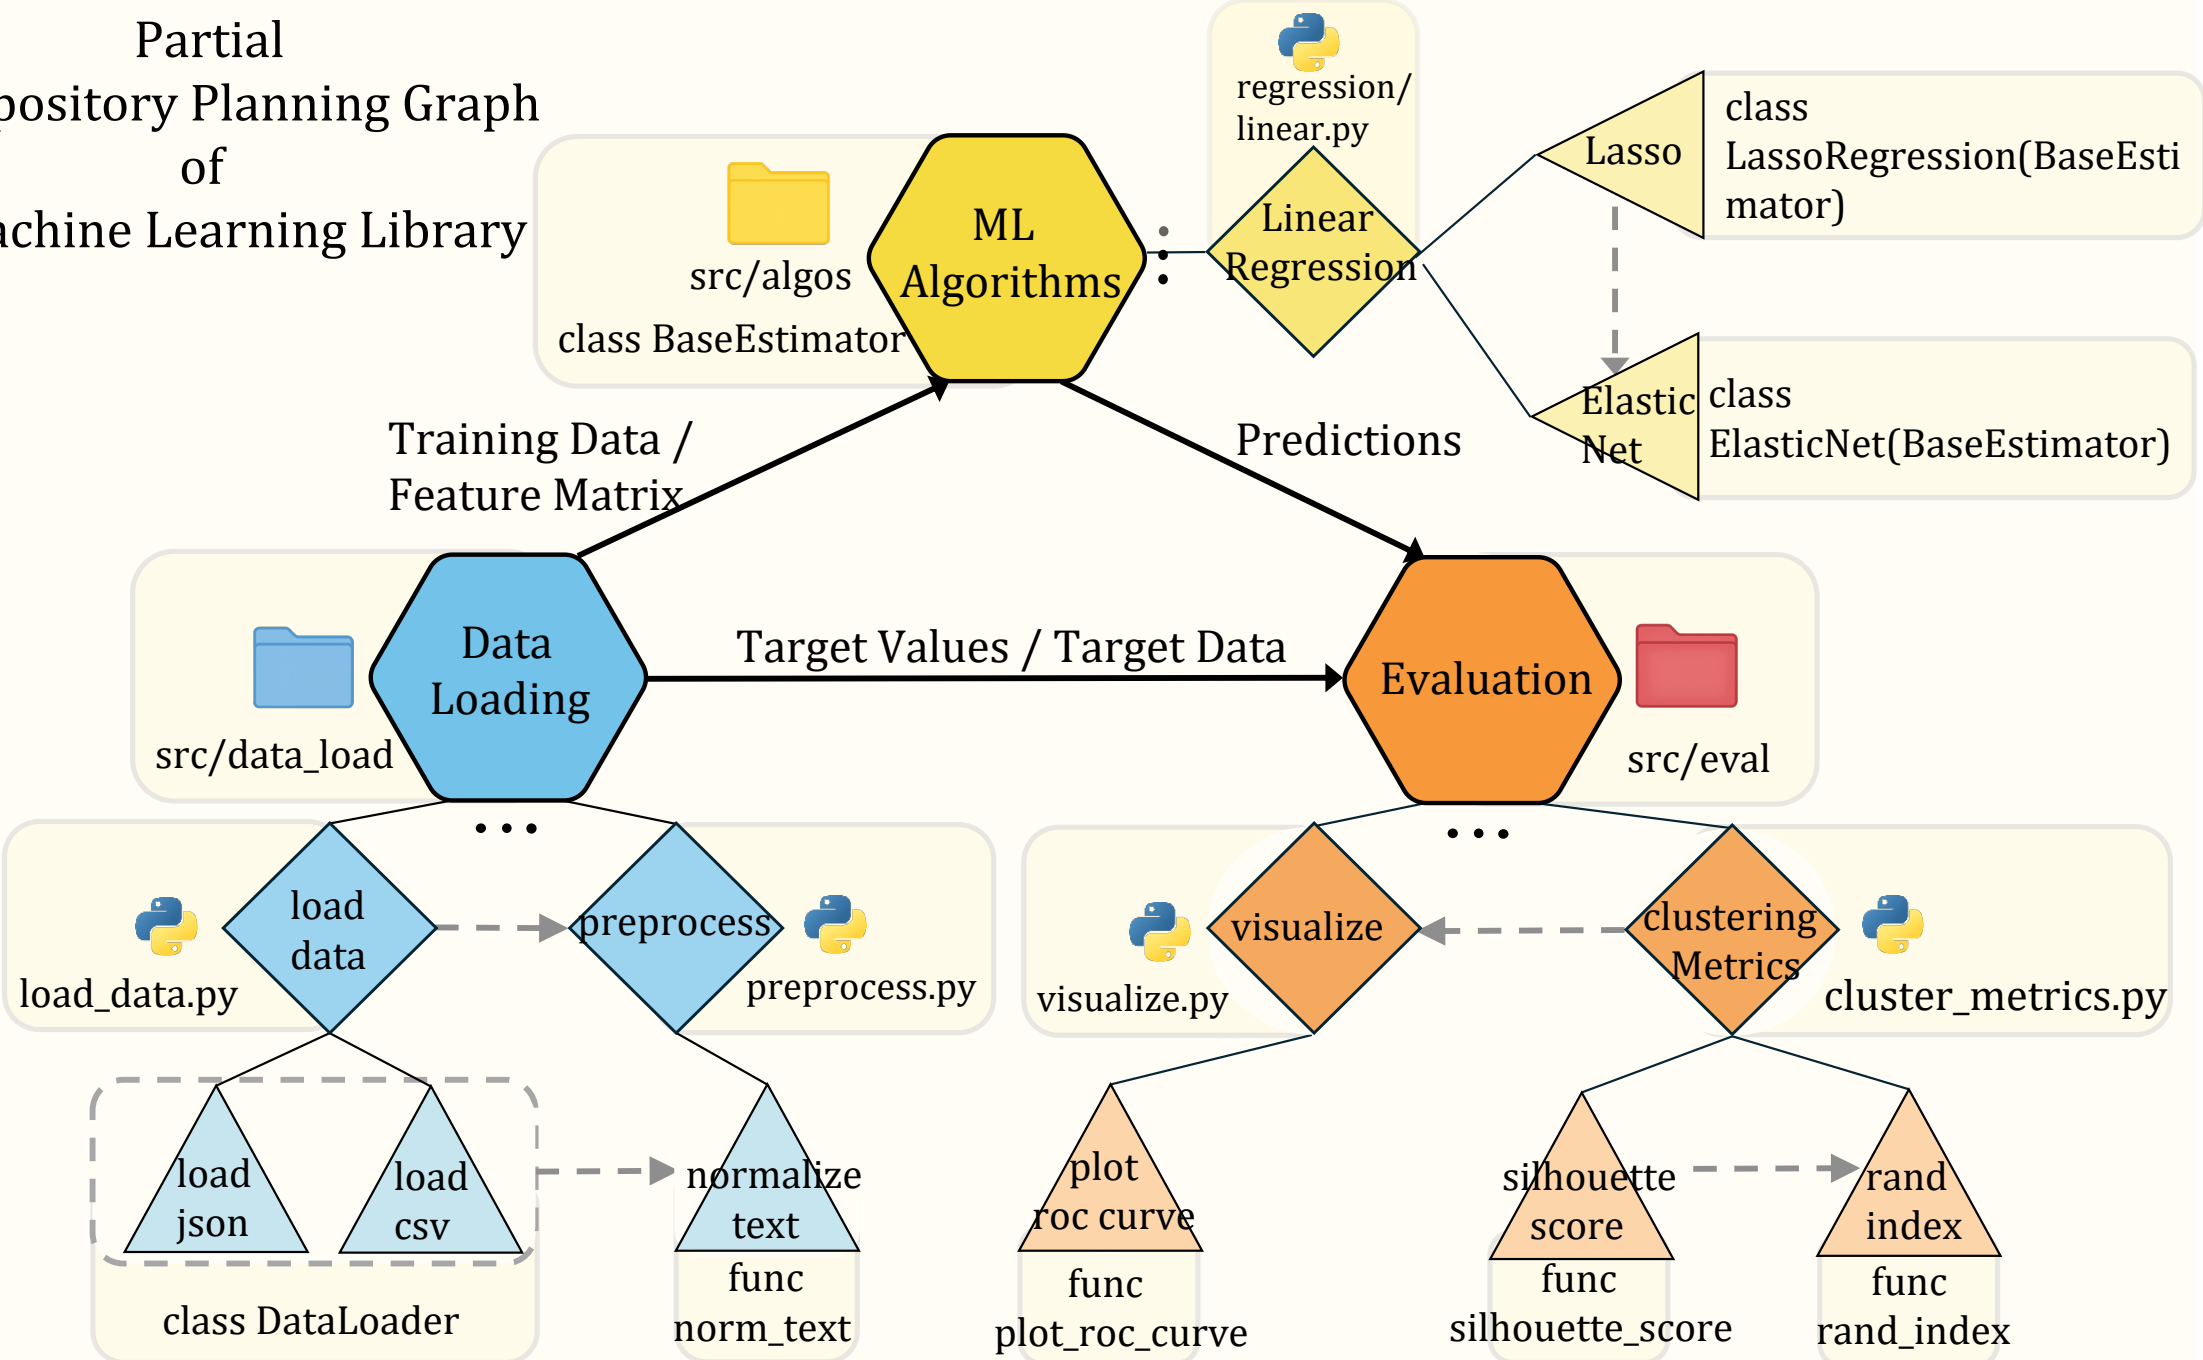 Partial
pository Planning Graph
of
achine Learning Library
regression/
linear.py
src/algos
class BaseEstimator
ML
Algorithms
Linear
Regression
Lasso
class
LassoRegression(BaseEsti
mator)
Elastic
Net
class
ElasticNet(BaseEstimator)
Training Data /
Feature Matrix
Predictions
src/data_load
Data
Loading
Target Values / Target Data
Evaluation
src/eval
load_data.py
load
data
preprocess
preprocess.py
visualize.py
visualize
clustering
Metrics
cluster_metrics.py
load
json
load
csv
class DataLoader
normalize
text
func
norm_text
plot
roc curve
func
plot_roc_curve
silhouette
score
func
silhouette_score
rand
index
func
rand_index